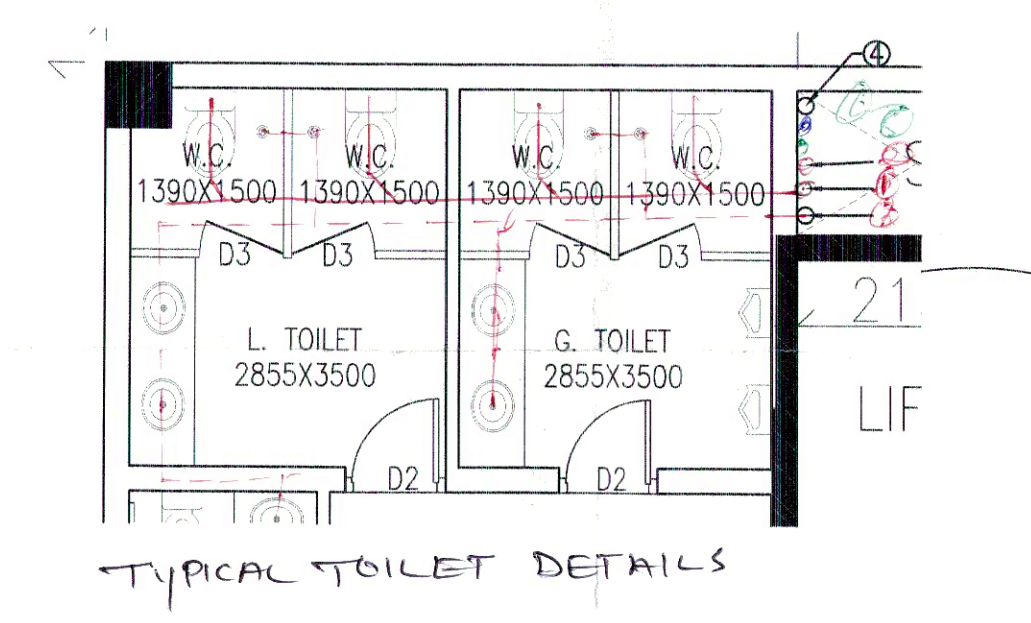 4
W.C. W.C. W.C. W.C.
1390X1500 1390X1500 1390X1500 1390X1500
D3 D3 D3 D3
21
L. TOILET G. TOILET
2855X3500 2855X3500
LIF
D2 D2
TYPICAL TOILET DETAILS